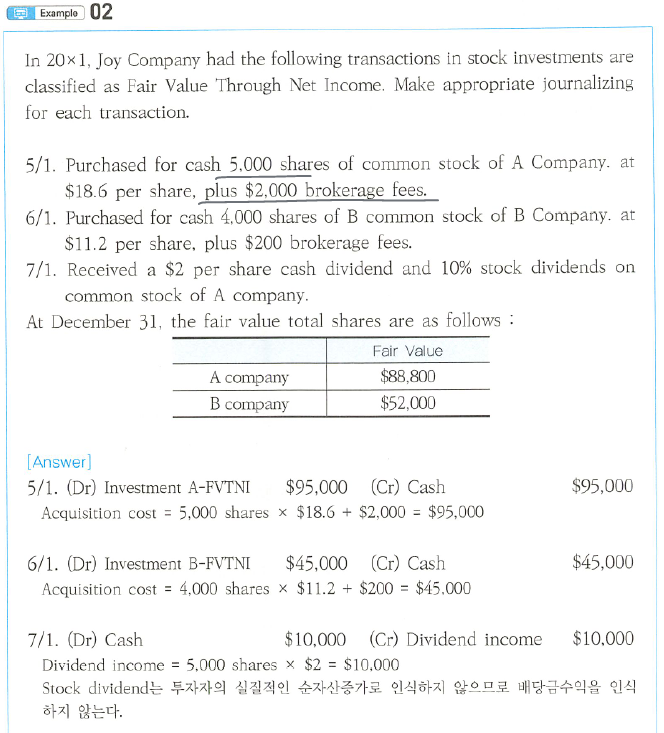 Example 02
In 20×1, Joy Company had the following transactions in stock investments are
classified as Fair Value Through Net Income. Make appropriate journalizing
for each transaction.
5/1. Purchased for cash 5,000 shares of common stock of A Company. at
$18.6 per share, plus $2,000 brokerage fees.
6/1. Purchased for cash 4,000 shares of B common stock of B Company. at
$11.2 per share, plus $200 brokerage fees.
7/1. Received a $2 per share cash dividend and 10% stock dividends on
common stock of A company.
At December 31, the fair value total shares are as follows :
Fair Value
A company $88,800
B company $52,000
[Answer]
5/1. (Dr) Investment A-FVTNI $95,000 (Cr) Cash $95,000
Acquisition cost = 5,000 shares × $18.6 + $2,000 = $95,000
6/1. (Dr) Investment B-FVTNI $45,000 (Cr) Cash $45,000
Acquisition cost = 4,000 shares × $11.2 + $200 = $45,000
7/1. (Dr) Cash $10,000 (Cr) Dividend income $10,000
Dividend income = 5,000 shares × $2 = $10,000
Stock dividend는 투자자의 실질적인 순자산증가로 인식하지 않으므로 배당금수익을 인식
하지 않는다.